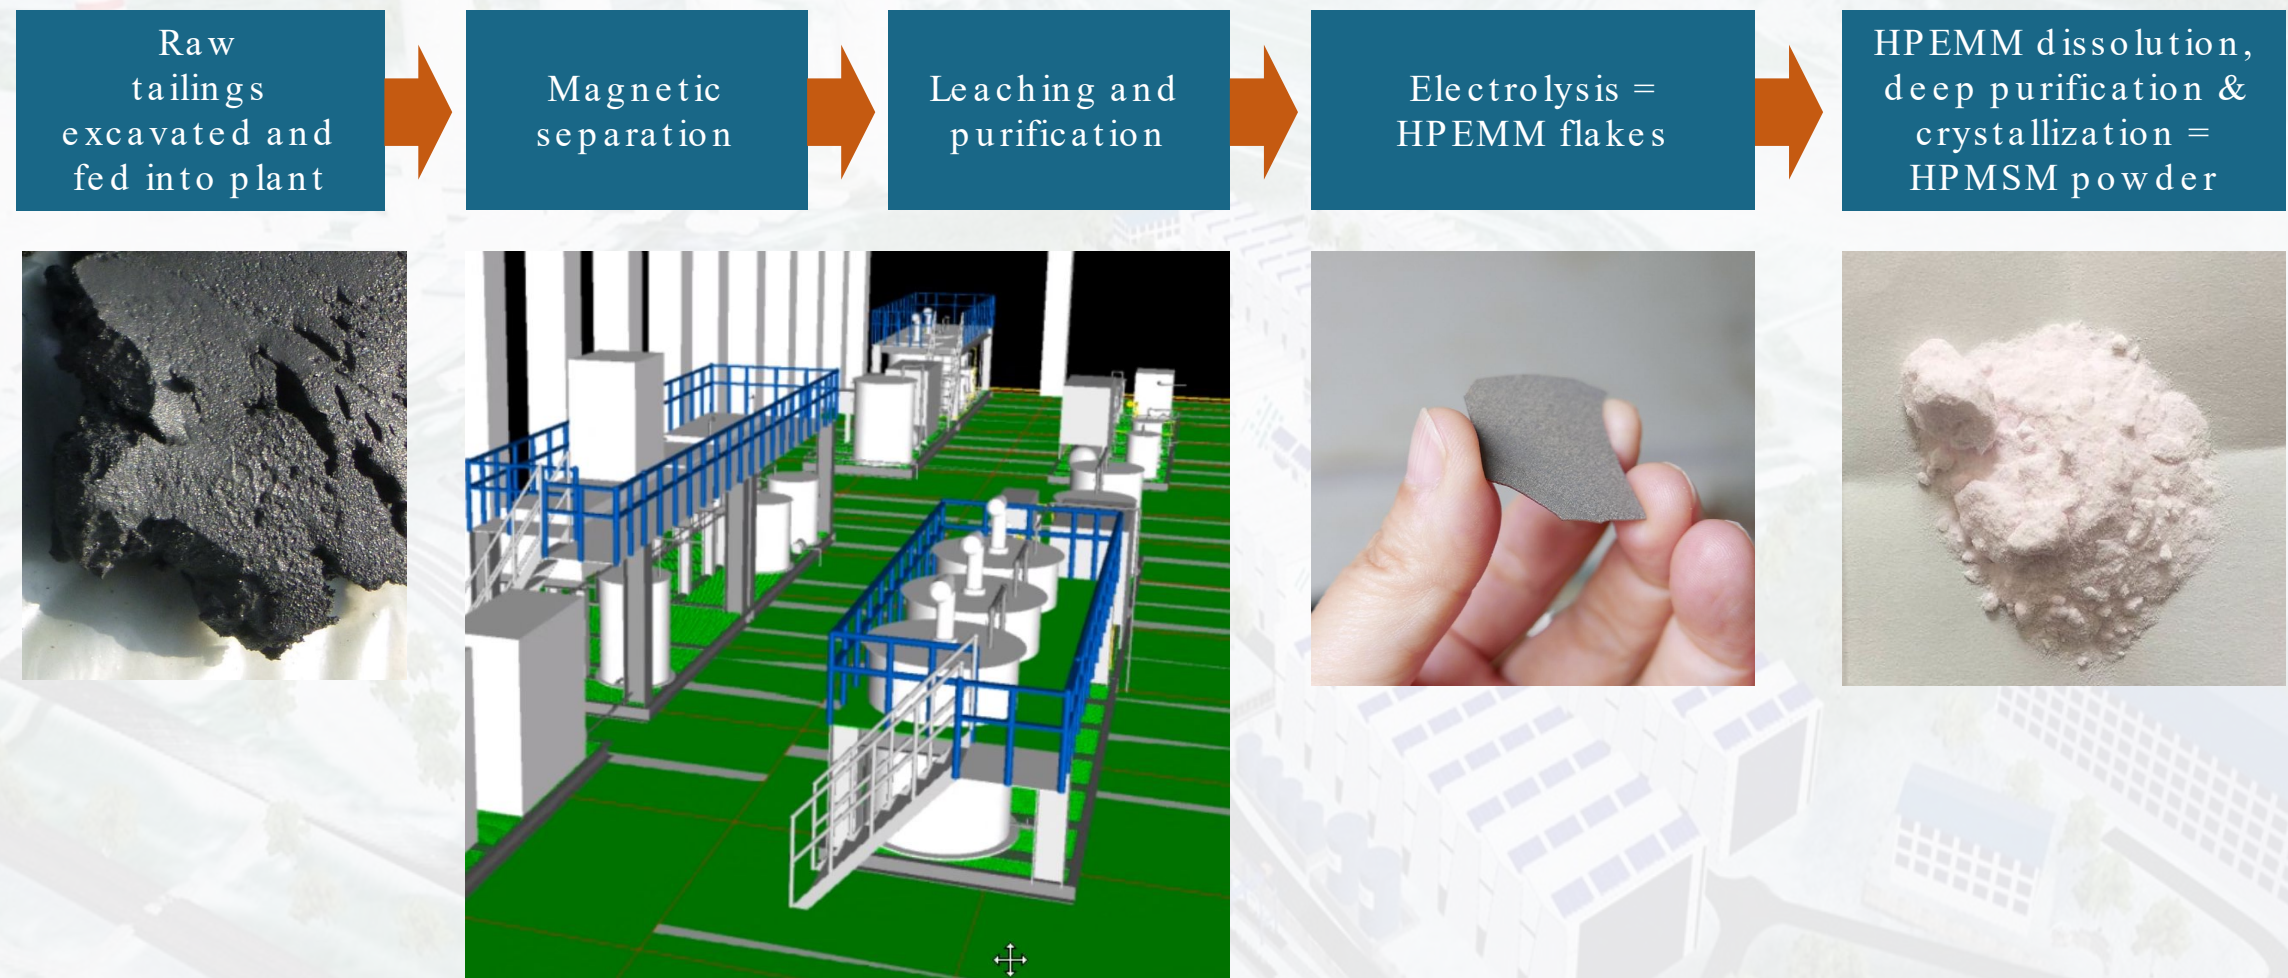 Raw
tailings
excavated and
fed into plant
Magnetic
separation
Leaching and
purification
Electrolysis =
HPEMM flakes
HPEMM dissolution,
deep purification &
crystallization =
HPMSM powder